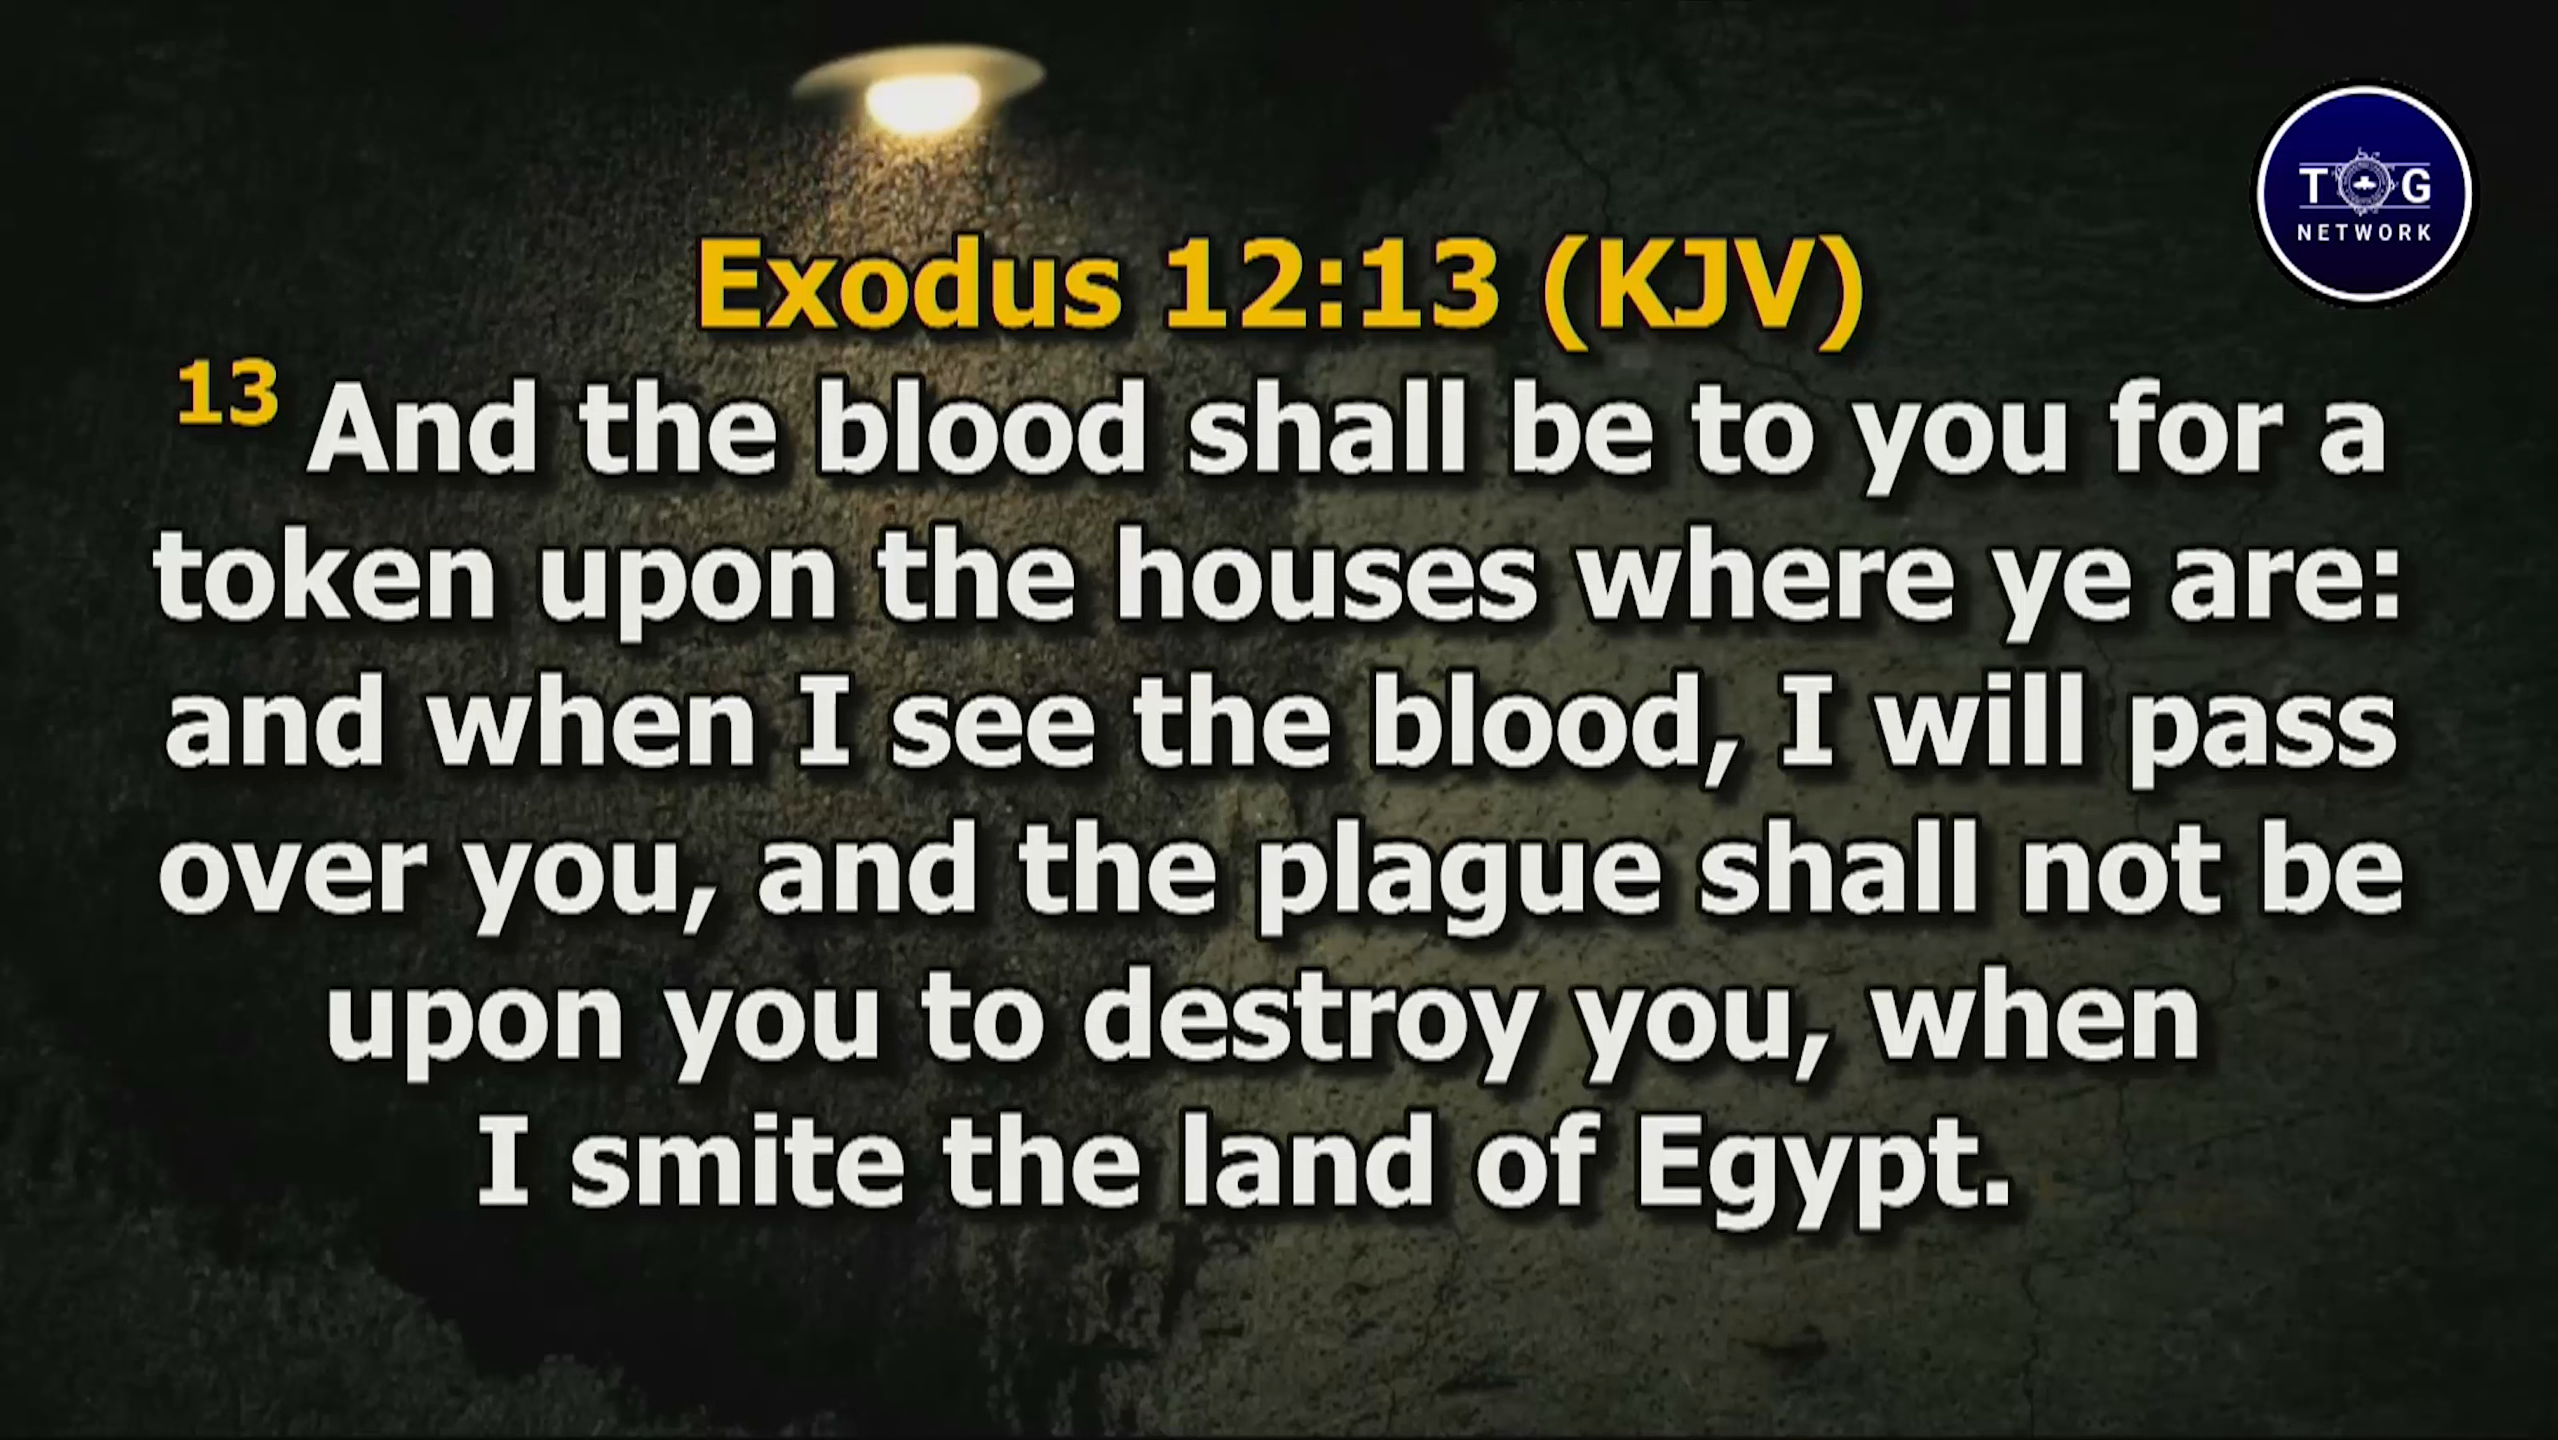 T G
NETWORK
Exodus 12:13 (KJV)
13 And the blood shall be to you for a
token upon the houses where ye are:
and when I see the blood, I will pass
over you, and the plague shall not be
upon you to destroy you, when
I smite the land of Egypt.